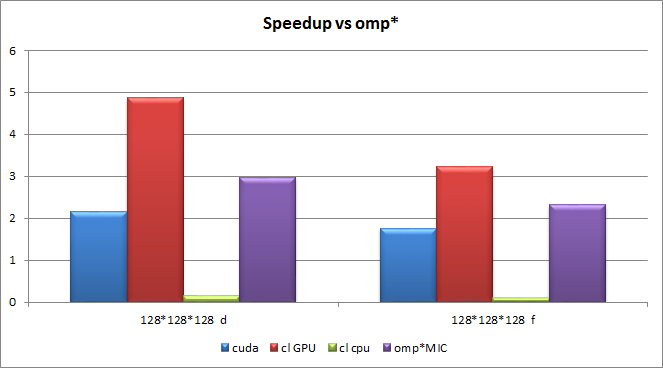 Speedup vs omp*
6
5
4
3
2
1
0
128*128*128 d
128*128*128 f
cuda
cl GPU
cl cpu
omp*MIC